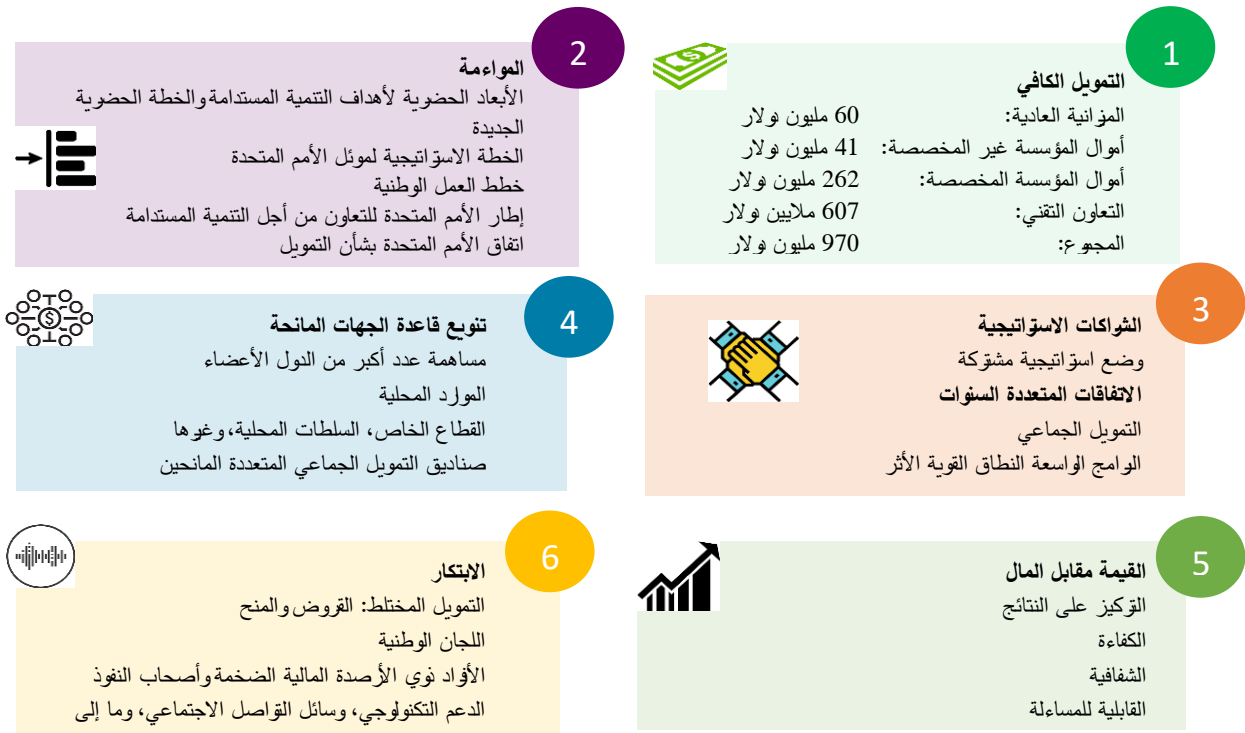 1
التمويل الكافي
الميزانية العادية: 60 مليون دولار
أموال المؤسسة غير المخصصة: 41 مليون دولار
أموال المؤسسة المخصصة: 262 مليون دولار
التعاون التقني: 607 ملايين دولار
المجموع: 970 مليون دولار
2
المواءمة
الأبعاد الحضرية لأهداف التنمية المستدامة والخطة الحضرية
الجديدة
الخطة الاستراتيجية لموئل الأمم المتحدة
خطط العمل الوطنية
إطار الأمم المتحدة للتعاون من أجل التنمية المستدامة
اتفاق الأمم المتحدة بشأن التمويل
3
الشراكات الاستراتيجية
وضع استراتيجية مشتركة
الاتفاقات المتعددة السنوات
التمويل الجماعي
البرامج الواسعة النطاق القوية الأثر
4
تنويع قاعدة الجهات المانحة
مساهمة عدد أكبر من الدول الأعضاء
الموارد المحلية
القطاع الخاص، السلطات المحلية، وغيرها
صناديق التمويل الجماعي المتعددة المانحين
5
القيمة مقابل المال
التركيز على النتائج
الكفاءة
الشفافية
القابلية للمساءلة
6
الابتكار
التمويل المختلط: القروض والمنح
اللجان الوطنية
الأفراد ذوي الأرصدة المالية الضخمة وأصحاب النفوذ
الدعم التكنولوجي، وسائل التواصل الاجتماعي، وما إلى